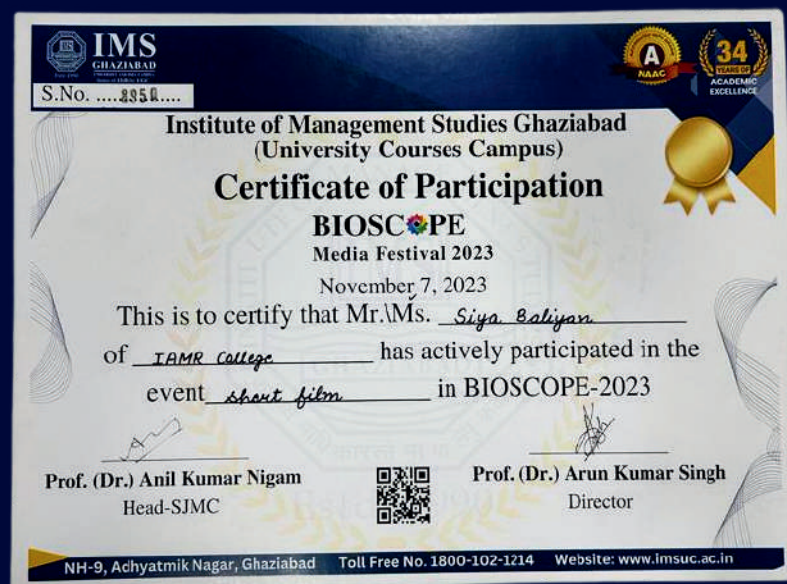 IMS
GHAZIABAD
A
NAAC
34
YEARS OF
ACADEMIC
EXCELLENCE
S.No. ....
Institute of Management Studies Ghaziabad
(University Courses Campus)
Certificate of Participation
BIOSCOPE
Media Festival 2023
November 7, 2023
This is to certify that Mr.\Ms. Siya Baliyan
of IAMR College has actively participated in the
event short film in BIOSCOPE-2023
Prof. (Dr.) Anil Kumar Nigam
Head-SJMC
Prof. (Dr.) Arun Kumar Singh
Director
NH-9, Adhyatmik Nagar, Ghaziabad Toll Free No. 1800-102-1214 Website: www.imsuc.ac.in